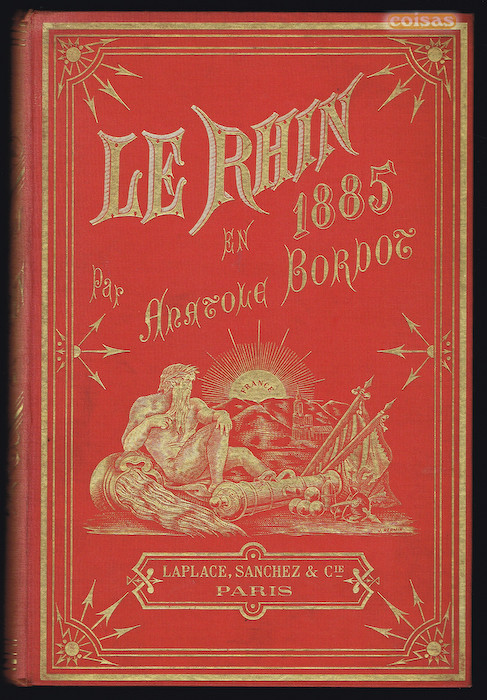 coisas
LE RHIN
EN 1885
Par ANATOLE BORDOT
FRANCE
LAPLACE, SANCHEZ & CIE
PARIS